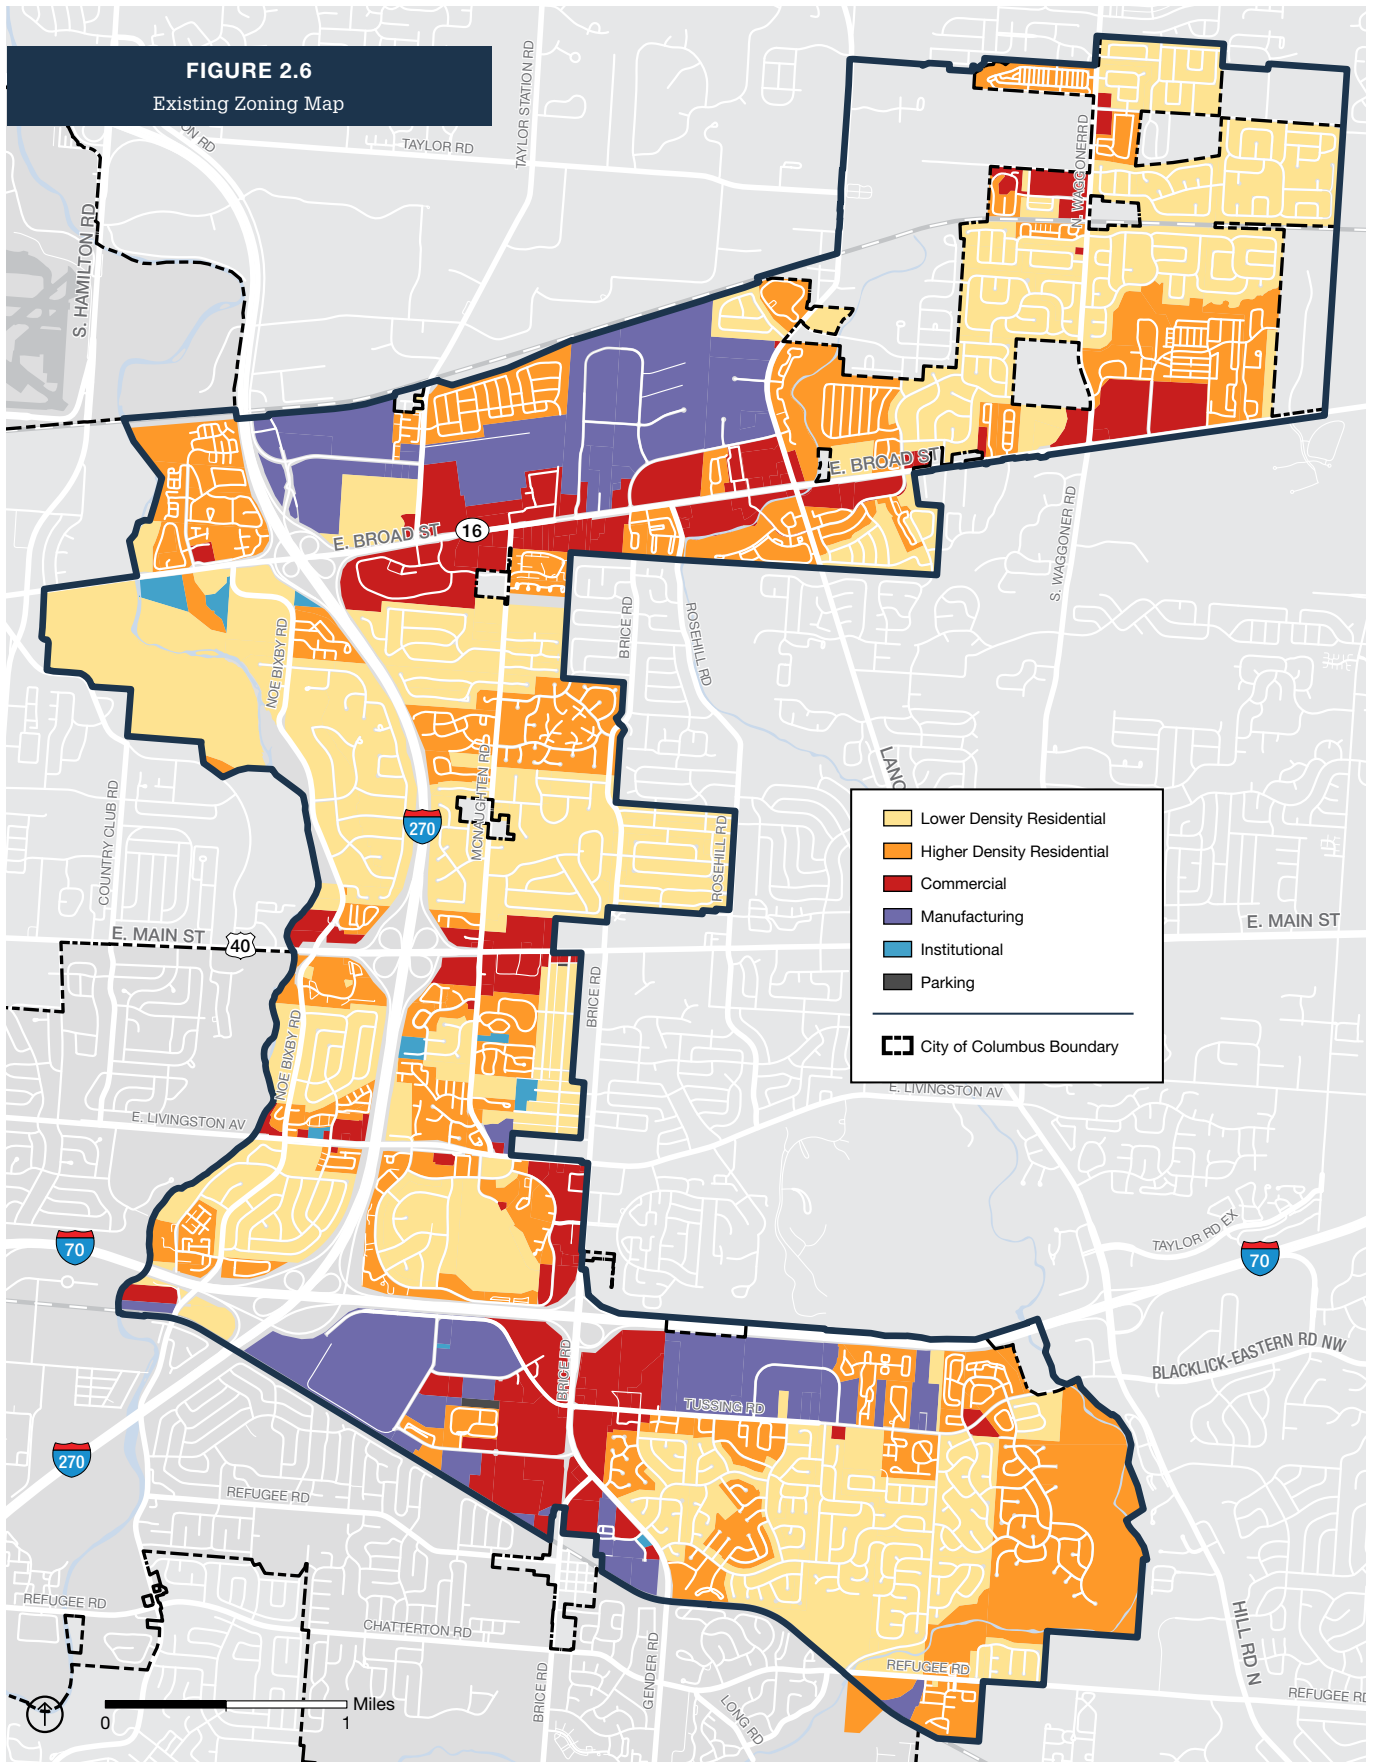 FIGURE 2.6
Existing Zoning Map
ON RD
TAYLOR RD
TAYLOR STATION RD
S. HAMILTON RD
N. WAGGONERRD
E. BROAD ST
16
E. BROAD ST
S. WAGGONER RD
NOE BIXBY RD
BRICE RD
ROSEHILL RD
MCNAUGHTEN RD
270
COUNTRY CLUB RD
ROSEHILL RD
LANC
Lower Density Residential
Higher Density Residential
Commercial
Manufacturing
Institutional
Parking
City of Columbus Boundary
E. MAIN ST
40
E. MAIN ST
BRICE RD
NOE BIXBY RD
E. LIVINGSTON AV
E. LIVINGSTON AV
70
TAYLOR RD EX
70
BLACKLICK-EASTERN RD NW
BRICE RD
TUSSING RD
270
REFUGEE RD
REFUGEE RD
CHATTERTON RD
BRICE RD
GENDER RD
LONG RD
REFUGEE RD
HILL RD N
REFUGEE RD
Miles
0
1